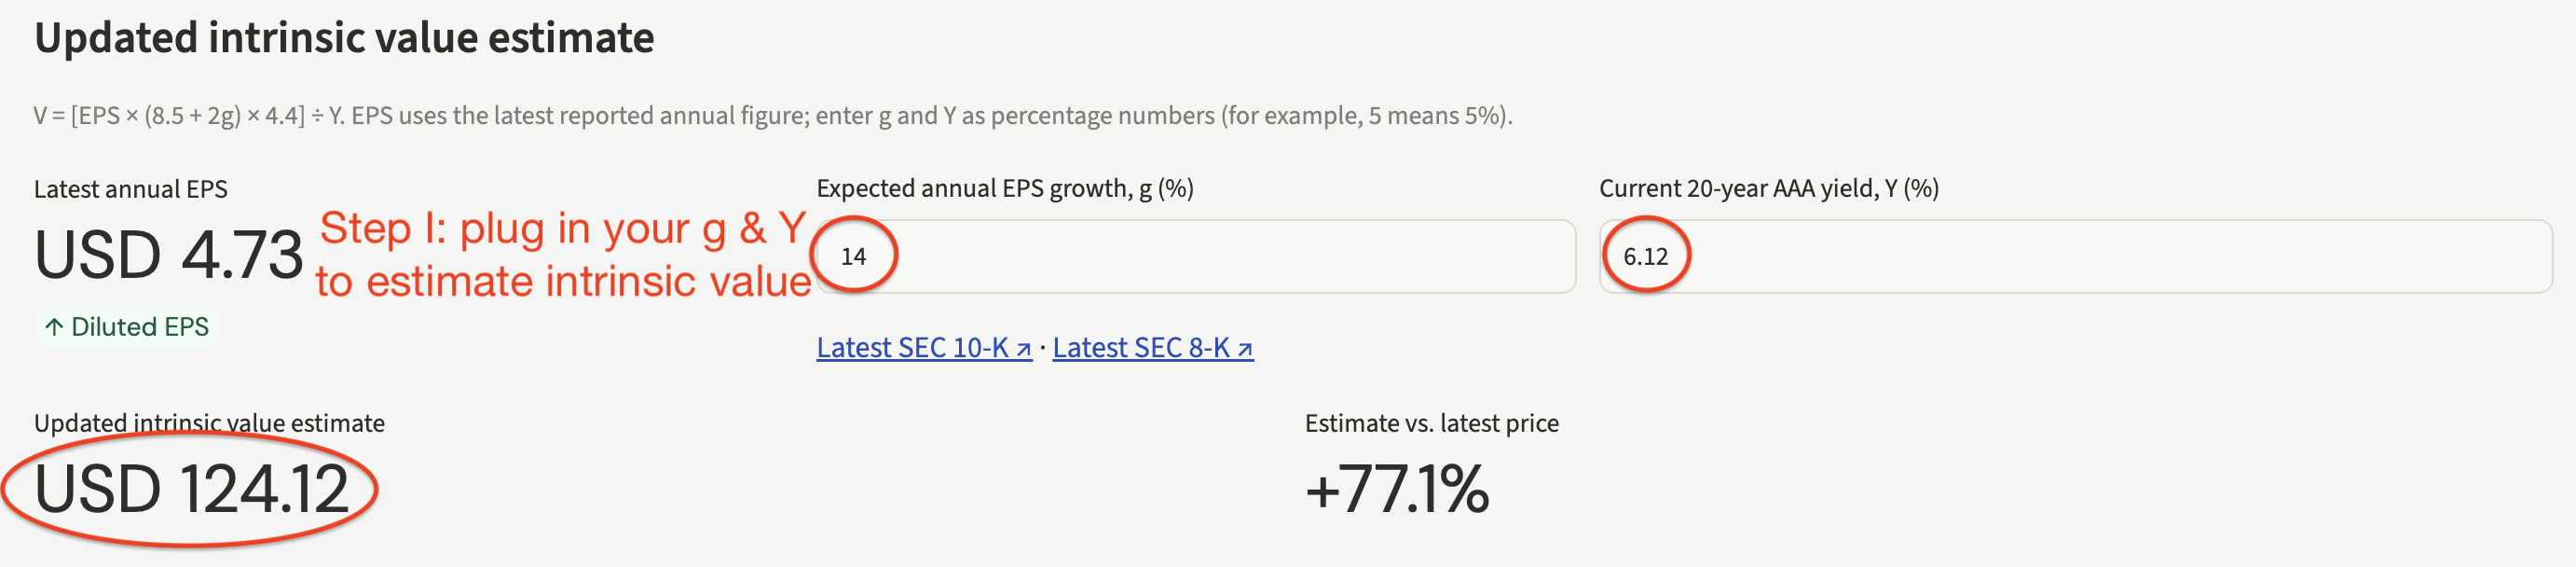 Updated intrinsic value estimate
V = [EPS × (8.5 + 2g) × 4.4] ÷ Y. EPS uses the latest reported annual figure; enter g and Y as percentage numbers (for example, 5 means 5%).
Latest annual EPS
USD 4.73
↑ Diluted EPS
Step I: plug in your g & Y
to estimate intrinsic value
Expected annual EPS growth, g (%)
14
Latest SEC 10-K ↗ · Latest SEC 8-K ↗
Current 20-year AAA yield, Y (%)
6.12
Updated intrinsic value estimate
USD 124.12
Estimate vs. latest price
+77.1%